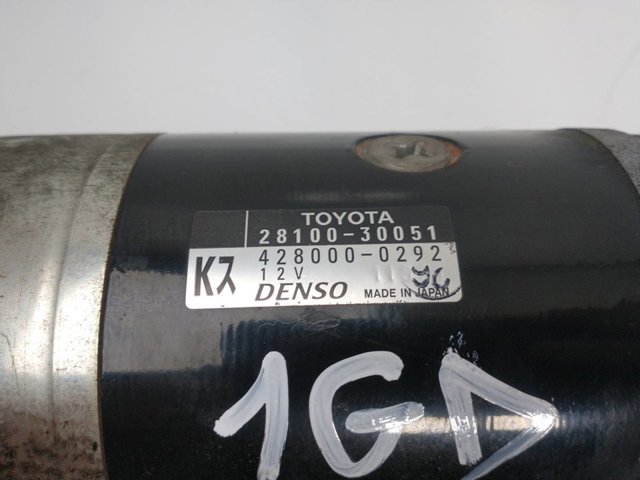 TOYOTA
28100-30051
Kス 428000-0292
12V
DENSO MADE IN JAPAN
1GD